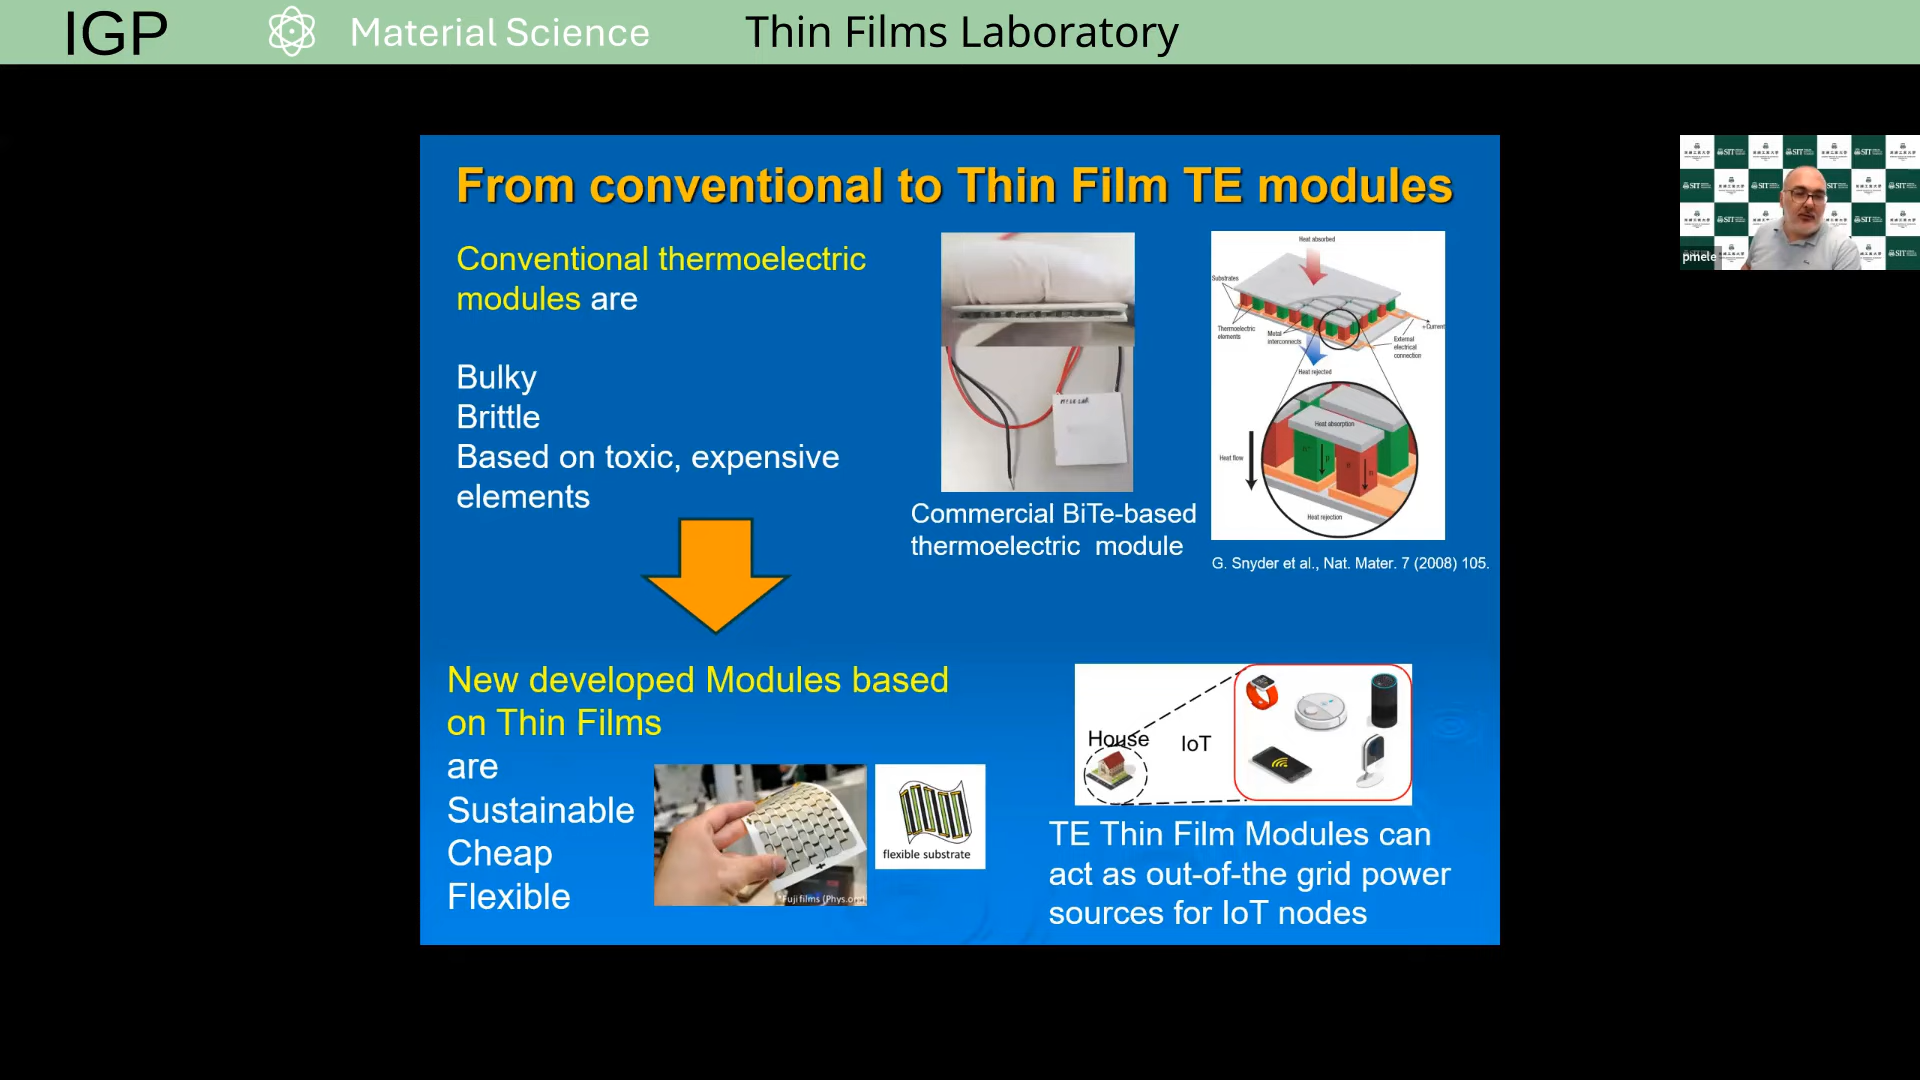 IGP
Material Science
Thin Films Laboratory
From conventional to Thin Film TE modules
Conventional thermoelectric
modules are
Bulky
Brittle
Based on toxic, expensive
elements
Commercial BiTe-based
thermoelectric module
Heat absorbed
Substrates
Thermoelectric
elements
Metal
interconnects
+Current
External
electrical
connection
Heat rejected
Heat absorption
Heat flow
Heat rejection
G. Snyder et al., Nat. Mater. 7 (2008) 105.
New developed Modules based
on Thin Films
are
Sustainable
Cheap
Flexible
Fujifilms (Phys.org)
flexible substrate
House
IoT
TE Thin Film Modules can
act as out-of-the grid power
sources for IoT nodes
pmele
SIT